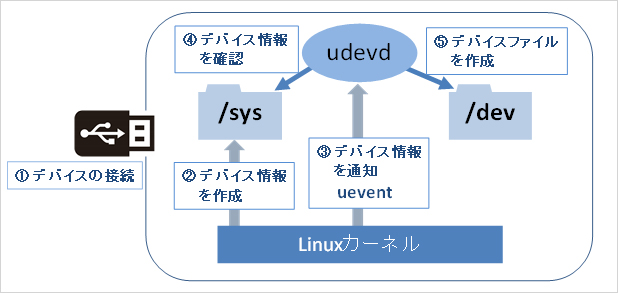 ④デバイス情報
を確認
udevd
⑤デバイスファイル
を作成
/sys
/dev
①デバイスの接続
②デバイス情報
を作成
③デバイス情報
を通知
uevent
Linuxカーネル